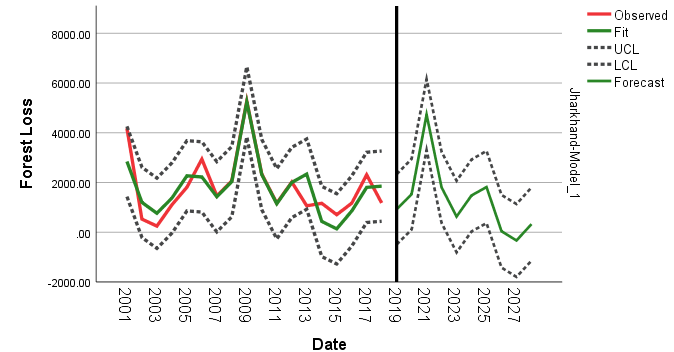 Observed
Fit
UCL
LCL
Forecast
8000.00
6000.00
4000.00
2000.00
.00
-2000.00
Forest Loss
Jharkhand-Model_1
2001
2003
2005
2007
2009
2011
2013
2015
2017
2019
2021
2023
2025
2027
Date